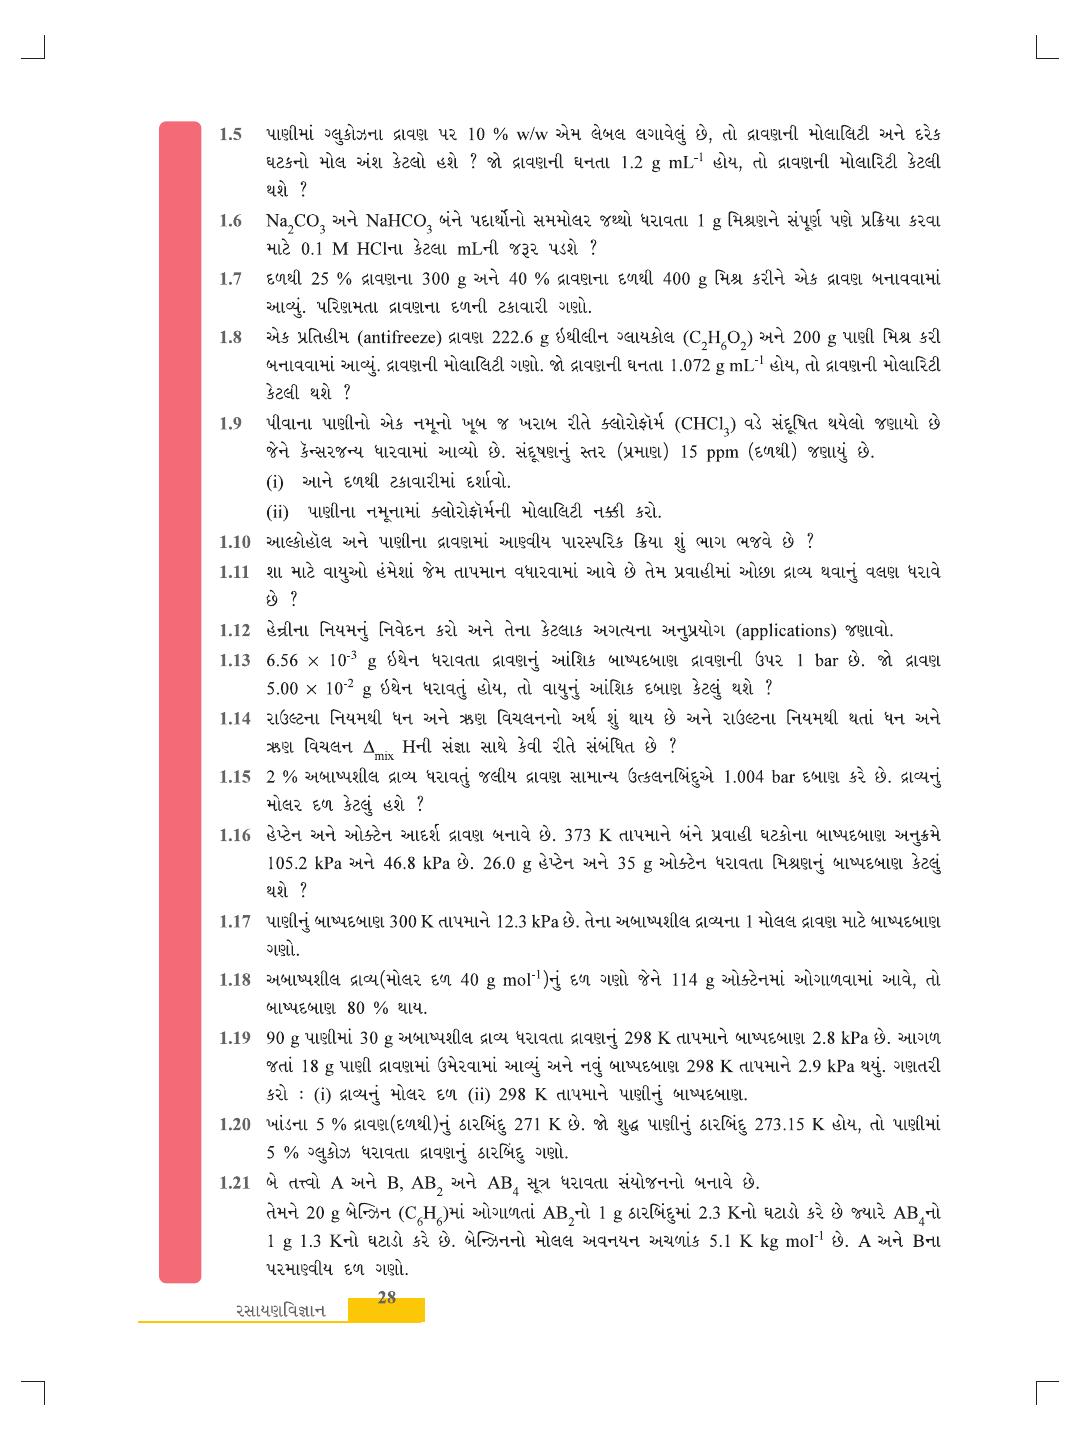 1.5 પાણીમાં ગ્લુકોઝના દ્રાવણ પર 10 % w/w એમ લેબલ લગાવેલું છે, તો દ્રાવણની મોલાલિટી અને દરેક
ઘટકનો મોલ અંશ કેટલો હશે ? જો દ્રાવણની ઘનતા 1.2 g mL⁻¹ હોય, તો દ્રાવણની મોલારિટી કેટલી
થશે ?
1.6 Na₂CO₃ અને NaHCO₃ બંને પદાર્થોનો સમમોલર જથ્થો ધરાવતા 1 g મિશ્રણને સંપૂર્ણ પણે પ્રક્રિયા કરવા
માટે 0.1 M HClના કેટલા mLની જરૂર પડશે ?
1.7 દળથી 25 % દ્રાવણના 300 g અને 40 % દ્રાવણના દળથી 400 g મિશ્ર કરીને એક દ્રાવણ બનાવવામાં
આવ્યું. પરિણમતા દ્રાવણના દળની ટકાવારી ગણો.
1.8 એક પ્રતિહીમ (antifreeze) દ્રાવણ 222.6 g ઇથીલીન ગ્લાયકોલ (C₂H₆O₂) અને 200 g પાણી મિશ્ર કરી
બનાવવામાં આવ્યું. દ્રાવણની મોલાલિટી ગણો. જો દ્રાવણની ઘનતા 1.072 g mL⁻¹ હોય, તો દ્રાવણની મોલારિટી
કેટલી થશે ?
1.9 પીવાના પાણીનો એક નમૂનો ખૂબ જ ખરાબ રીતે ક્લોરોફૉર્મ (CHCl₃) વડે સંદૂષિત થયેલો જણાયો છે
જેને કૅન્સરજન્ય ધારવામાં આવ્યો છે. સંદૂષણનું સ્તર (પ્રમાણ) 15 ppm (દળથી) જણાયું છે.
(i) આને દળથી ટકાવારીમાં દર્શાવો.
(ii) પાણીના નમૂનામાં ક્લોરોફૉર્મની મોલાલિટી નક્કી કરો.
1.10 આલ્કોહૉલ અને પાણીના દ્રાવણમાં આણ્વીય પારસ્પરિક ક્રિયા શું ભાગ ભજવે છે ?
1.11 શા માટે વાયુઓ હંમેશાં જેમ તાપમાન વધારવામાં આવે છે તેમ પ્રવાહીમાં ઓછા દ્રાવ્ય થવાનું વલણ ધરાવે
છે ?
1.12 હેન્રીના નિયમનું નિવેદન કરો અને તેના કેટલાક અગત્યના અનુપ્રયોગ (applications) જણાવો.
1.13 6.56 × 10⁻³ g ઇથેન ધરાવતા દ્રાવણનું આંશિક બાષ્પદબાણ દ્રાવણની ઉપર 1 bar છે. જો દ્રાવણ
5.00 × 10⁻² g ઇથેન ધરાવતું હોય, તો વાયુનું આંશિક દબાણ કેટલું થશે ?
1.14 રાઉલ્ટના નિયમથી ધન અને ઋણ વિચલનનો અર્થ શું થાય છે અને રાઉલ્ટના નિયમથી થતાં ધન અને
ઋણ વિચલન Δmix Hની સંજ્ઞા સાથે કેવી રીતે સંબંધિત છે ?
1.15 2 % અબાષ્પશીલ દ્રાવ્ય ધરાવતું જલીય દ્રાવણ સામાન્ય ઉત્કલનબિંદુએ 1.004 bar દબાણ કરે છે. દ્રાવ્યનું
મોલર દળ કેટલું હશે ?
1.16 હેપ્ટેન અને ઓક્ટેન આદર્શ દ્રાવણ બનાવે છે. 373 K તાપમાને બંને પ્રવાહી ઘટકોના બાષ્પદબાણ અનુક્રમે
105.2 kPa અને 46.8 kPa છે. 26.0 g હેપ્ટેન અને 35 g ઓક્ટેન ધરાવતા મિશ્રણનું બાષ્પદબાણ કેટલું
થશે ?
1.17 પાણીનું બાષ્પદબાણ 300 K તાપમાને 12.3 kPa છે. તેના અબાષ્પશીલ દ્રાવ્યના 1 મોલલ દ્રાવણ માટે બાષ્પદબાણ
ગણો.
1.18 અબાષ્પશીલ દ્રાવ્ય(મોલર દળ 40 g mol⁻¹)નું દળ ગણો જેને 114 g ઓક્ટેનમાં ઓગાળવામાં આવે, તો
બાષ્પદબાણ 80 % થાય.
1.19 90 g પાણીમાં 30 g અબાષ્પશીલ દ્રાવ્ય ધરાવતા દ્રાવણનું 298 K તાપમાને બાષ્પદબાણ 2.8 kPa છે. આગળ
જતાં 18 g પાણી દ્રાવણમાં ઉમેરવામાં આવ્યું અને નવું બાષ્પદબાણ 298 K તાપમાને 2.9 kPa થયું. ગણતરી
કરો : (i) દ્રાવ્યનું મોલર દળ (ii) 298 K તાપમાને પાણીનું બાષ્પદબાણ.
1.20 ખાંડના 5 % દ્રાવણ(દળથી)નું ઠારબિંદુ 271 K છે. જો શુદ્ધ પાણીનું ઠારબિંદુ 273.15 K હોય, તો પાણીમાં
5 % ગ્લુકોઝ ધરાવતા દ્રાવણનું ઠારબિંદુ ગણો.
1.21 બે તત્ત્વો A અને B, AB₂ અને AB₄ સૂત્ર ધરાવતા સંયોજનનો બનાવે છે.
તેમને 20 g બેન્ઝિન (C₆H₆)માં ઓગાળતાં AB₂નો 1 g ઠારબિંદુમાં 2.3 Kનો ઘટાડો કરે છે જ્યારે AB₄નો
1 g 1.3 Kનો ઘટાડો કરે છે. બેન્ઝિનનો મોલલ અવનયન અચળાંક 5.1 K kg mol⁻¹ છે. A અને Bના
પરમાણ્વીય દળ ગણો.
રસાયણવિજ્ઞાન 28